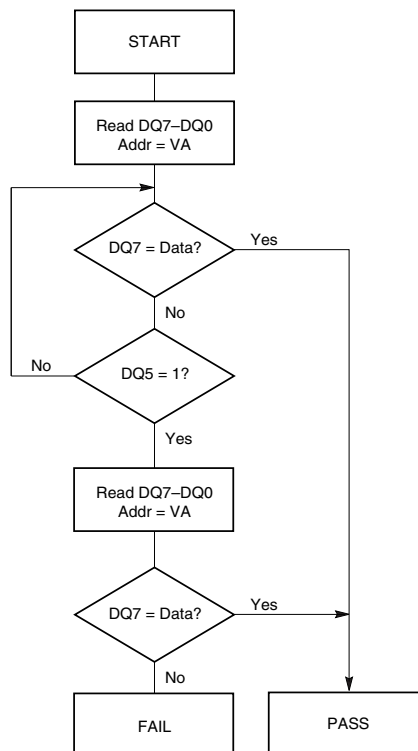 START
Read DQ7–DQ0
Addr = VA
DQ7 = Data?
Yes
No
No
DQ5 = 1?
Yes
Read DQ7–DQ0
Addr = VA
DQ7 = Data?
Yes
No
FAIL
PASS